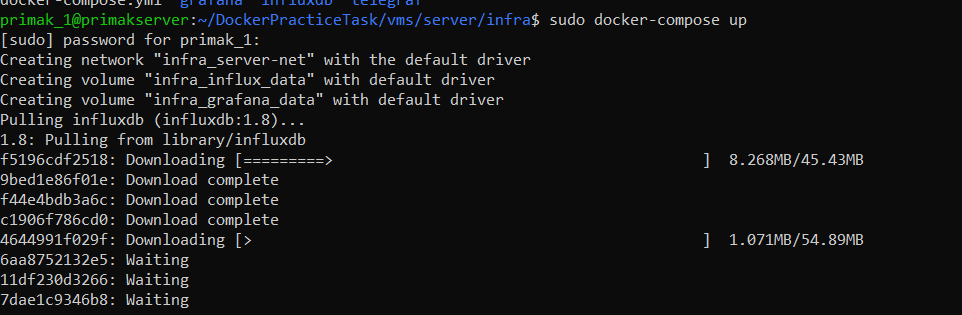 docker-compose.yml grafana influxdb telegraf
primak_1@primakserver:~/DockerPracticeTask/vms/server/infra$ sudo docker-compose up
[sudo] password for primak_1:
Creating network "infra_server-net" with the default driver
Creating volume "infra_influx_data" with default driver
Creating volume "infra_grafana_data" with default driver
Pulling influxdb (influxdb:1.8)...
1.8: Pulling from library/influxdb
f5196cdf2518: Downloading [=========>                                         ]  8.268MB/45.43MB
9bed1e86f01e: Download complete
f44e4bdb3a6c: Download complete
c1906f786cd0: Download complete
4644991f029f: Downloading [>                                                  ]  1.071MB/54.89MB
6aa8752132e5: Waiting
11df230d3266: Waiting
7dae1c9346b8: Waiting